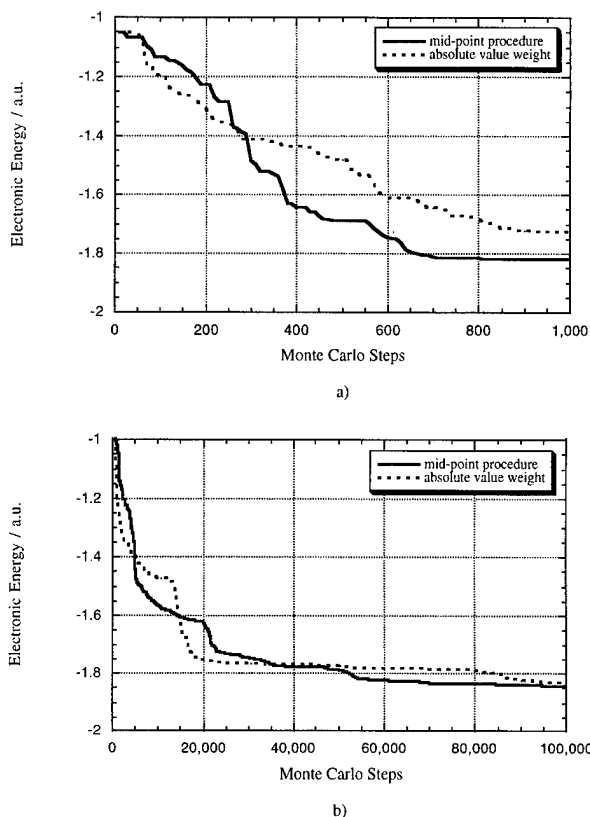 -1
mid-point procedure
absolute value weight
-1.2
-1.4
-1.6
-1.8
-2
Electronic Energy / a.u.
0
200
400
600
800
1,000
Monte Carlo Steps
a)
-1
mid-point procedure
absolute value weight
-1.2
-1.4
-1.6
-1.8
-2
Electronic Energy / a.u.
0
20,000
40,000
60,000
80,000
100,000
Monte Carlo Steps
b)